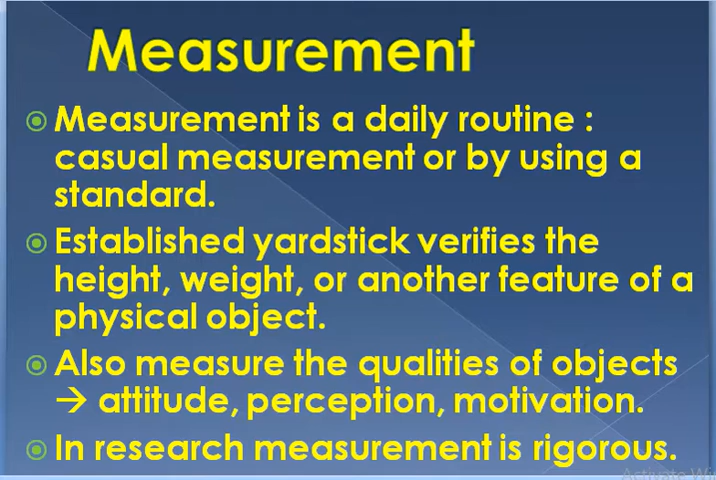 Measurement
Measurement is a daily routine :
casual measurement or by using a
standard.
Established yardstick verifies the
height, weight, or another feature of a
physical object.
Also measure the qualities of objects
→ attitude, perception, motivation.
In research measurement is rigorous.